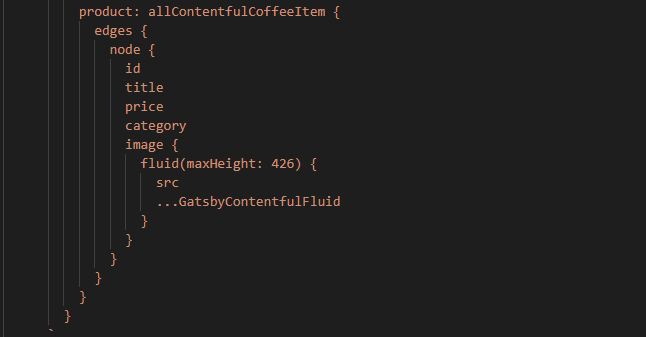 product: allContentfulCoffeeItem {
edges {
node {
id
title
price
category
image {
fluid(maxHeight: 426) {
src
...GatsbyContentfulFluid
}
}
}
}
}
}
`